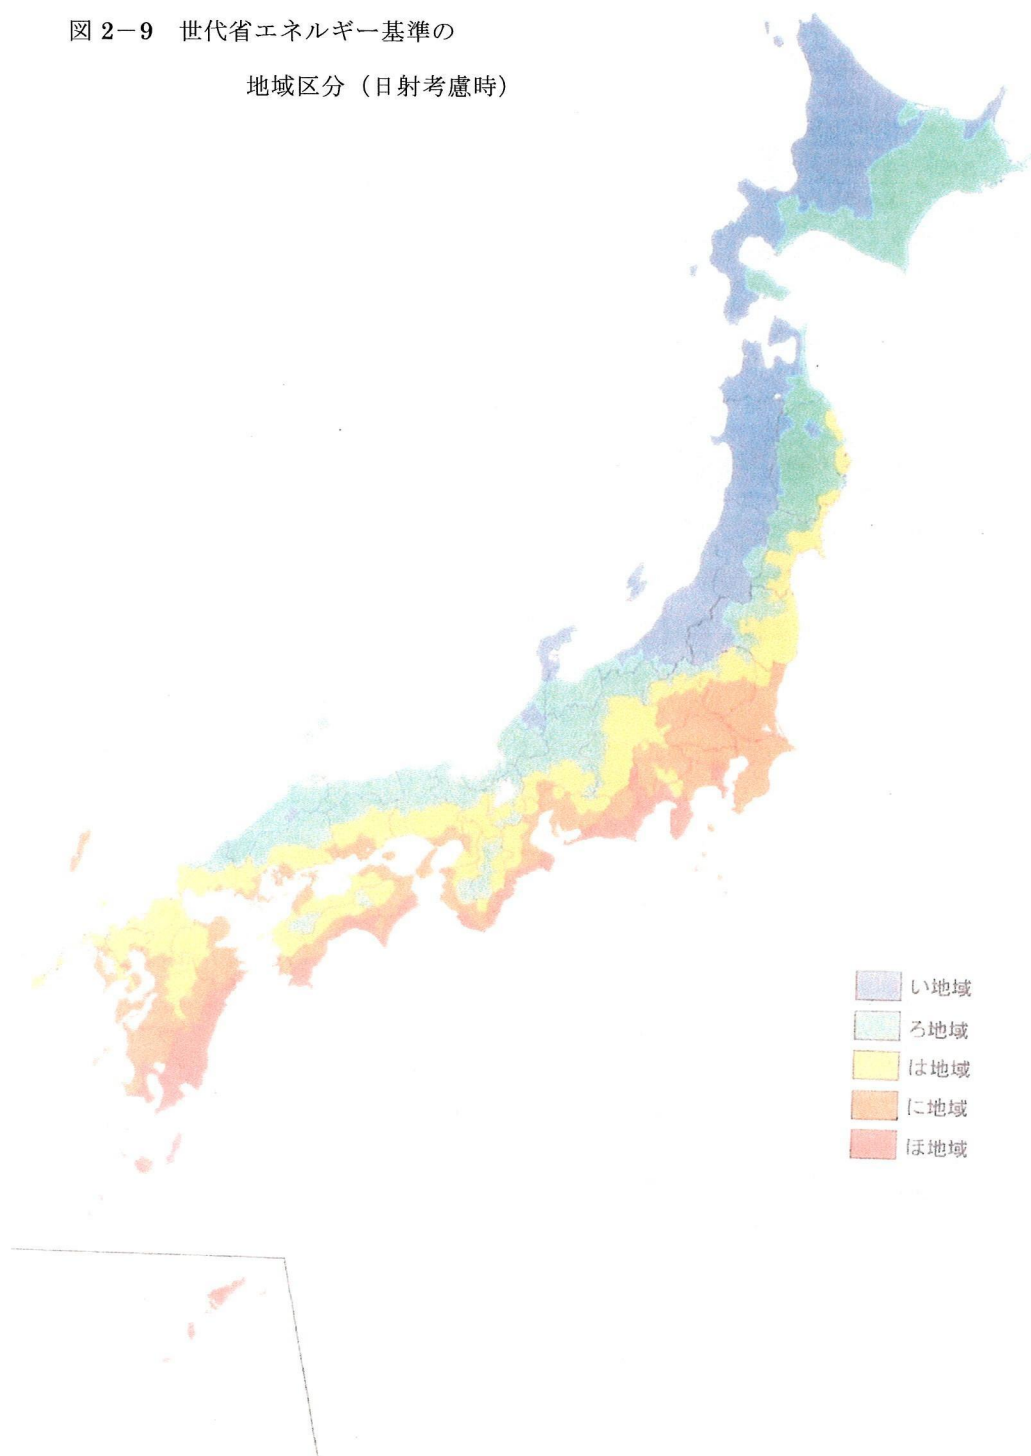 図 2－9　世代省エネルギー基準の
地域区分（日射考慮時）
い地域
ろ地域
は地域
に地域
ほ地域